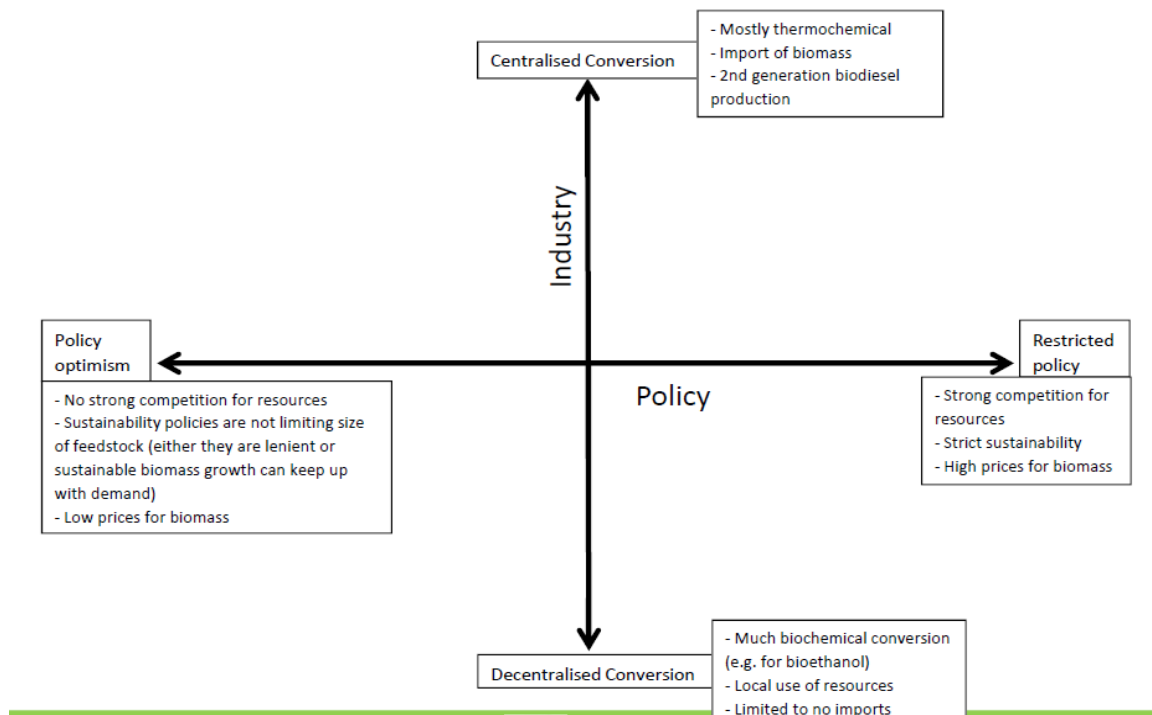 Centralised Conversion
- Mostly thermochemical
- Import of biomass
- 2nd generation biodiesel
production
Industry
Policy
optimism
- No strong competition for resources
- Sustainability policies are not limiting size
of feedstock (either they are lenient or
sustainable biomass growth can keep up
with demand)
- Low prices for biomass
Policy
Restricted
policy
- Strong competition for
resources
- Strict sustainability
- High prices for biomass
Decentralised Conversion
- Much biochemical conversion
(e.g. for bioethanol)
- Local use of resources
- Limited to no imports